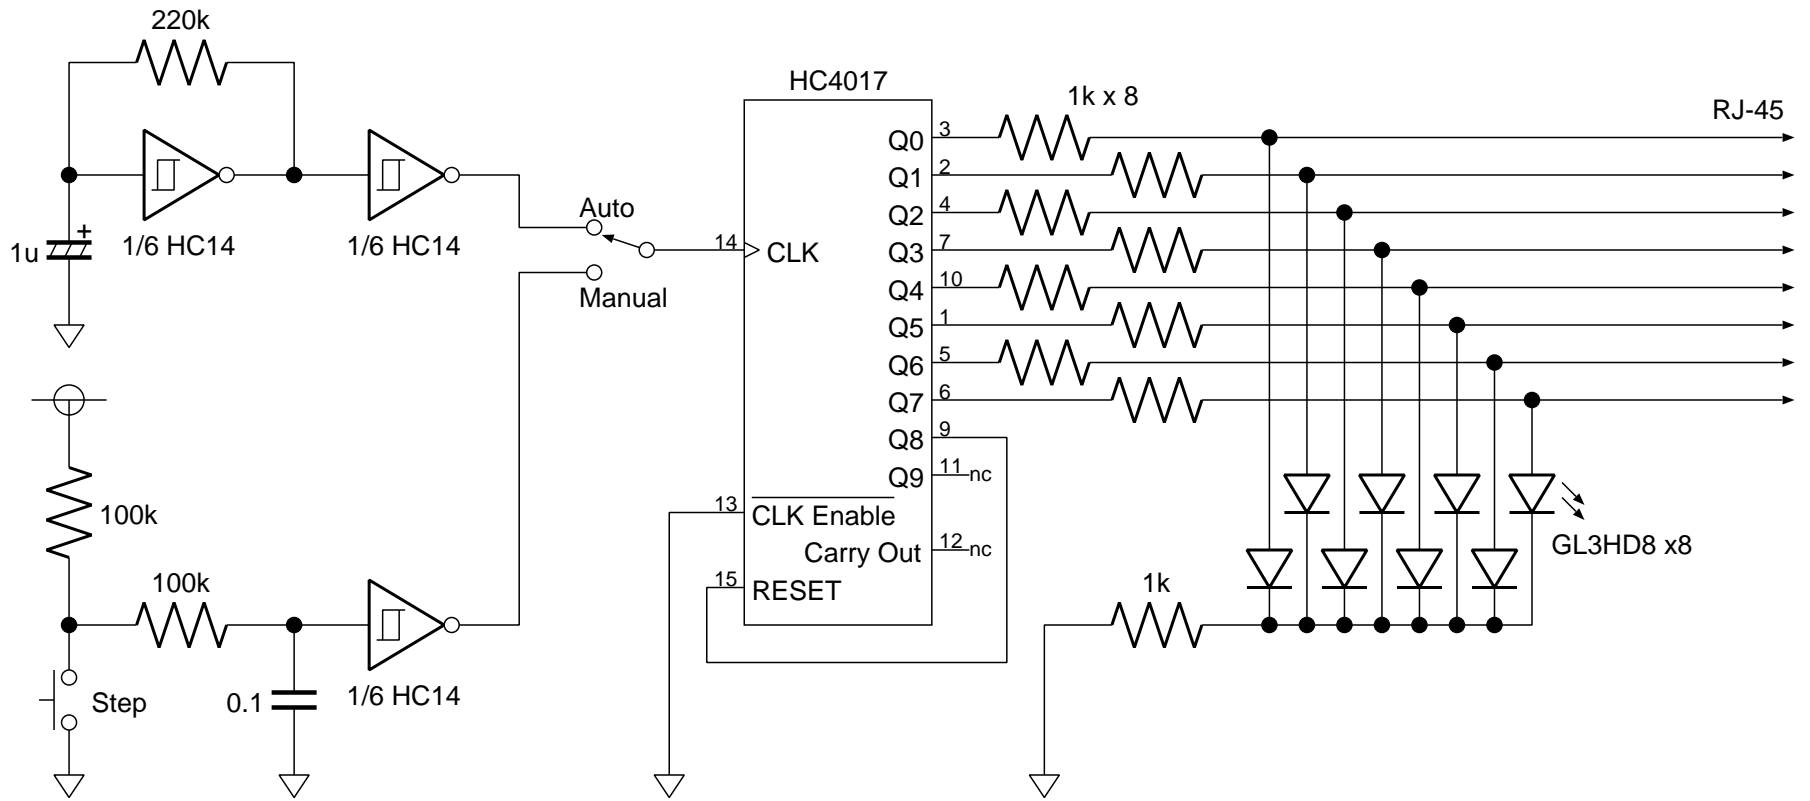 220k
+
1u
1/6 HC14
1/6 HC14
Auto
Manual
HC4017
14
CLK
Q0
3
Q1
2
Q2
4
Q3
7
Q4
10
Q5
1
Q6
5
Q7
6
Q8
9
Q9
11
nc
13
CLK Enable
Carry Out
12
nc
15
RESET
1k x 8
RJ-45
GL3HD8 x8
1k
100k
100k
Step
0.1
1/6 HC14